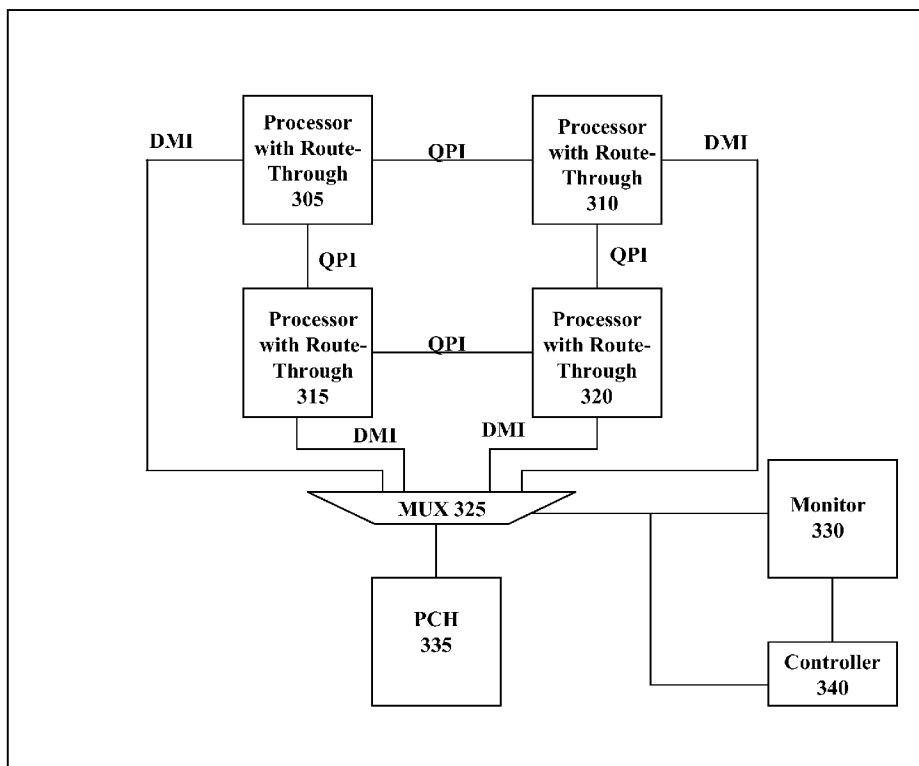 Processor
with Route-
Through
305
Processor
with Route-
Through
310
DMI
QPI
DMI
QPI
QPI
Processor
with Route-
Through
315
Processor
with Route-
Through
320
QPI
DMI
DMI
MUX 325
Monitor
330
PCH
335
Controller
340